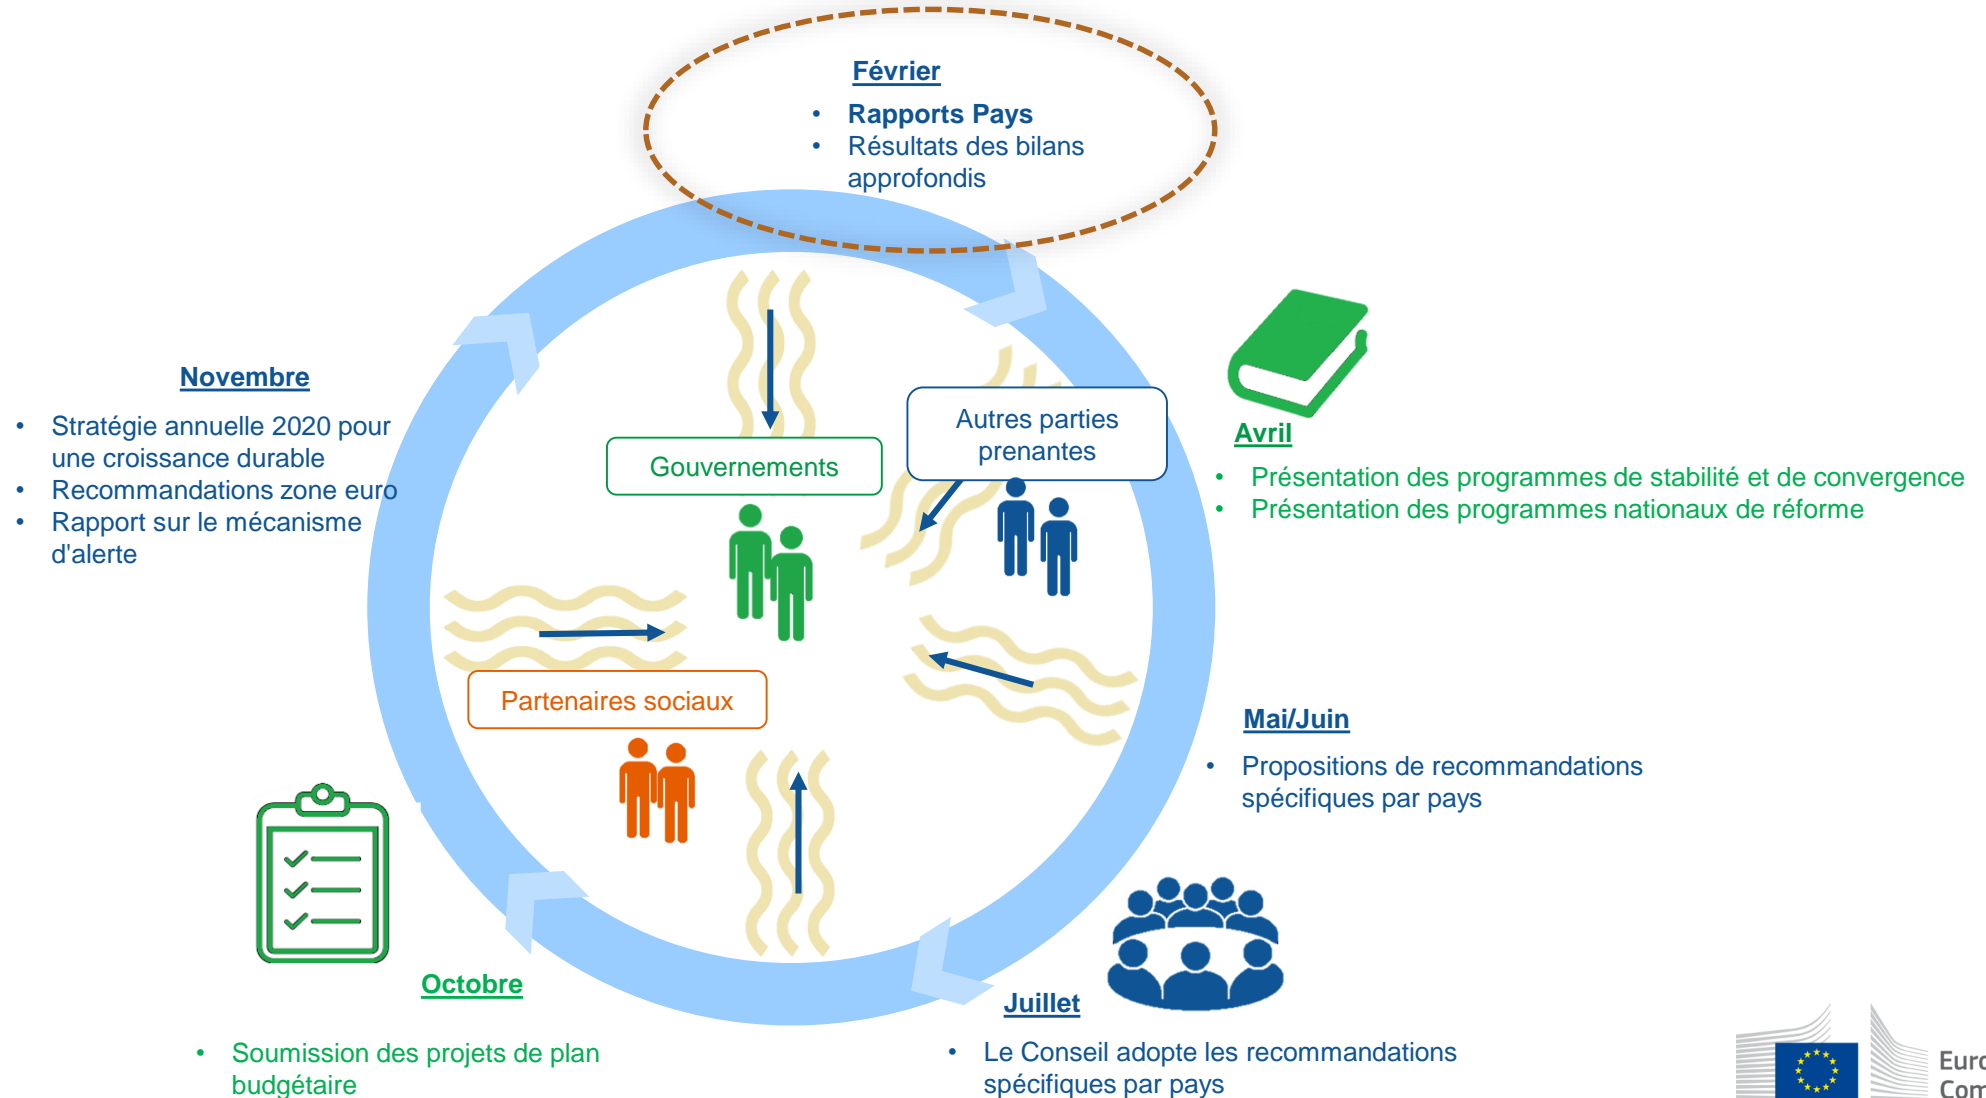 Février
• Rapports Pays
• Résultats des bilans
approfondis
Novembre
• Stratégie annuelle 2020 pour
une croissance durable
• Recommandations zone euro
• Rapport sur le mécanisme
d'alerte
Gouvernements
Autres parties
prenantes
Avril
• Présentation des programmes de stabilité et de convergence
• Présentation des programmes nationaux de réforme
Partenaires sociaux
Mai/Juin
• Propositions de recommandations
spécifiques par pays
Octobre
• Soumission des projets de plan
budgétaire
Juillet
• Le Conseil adopte les recommandations
spécifiques par pays